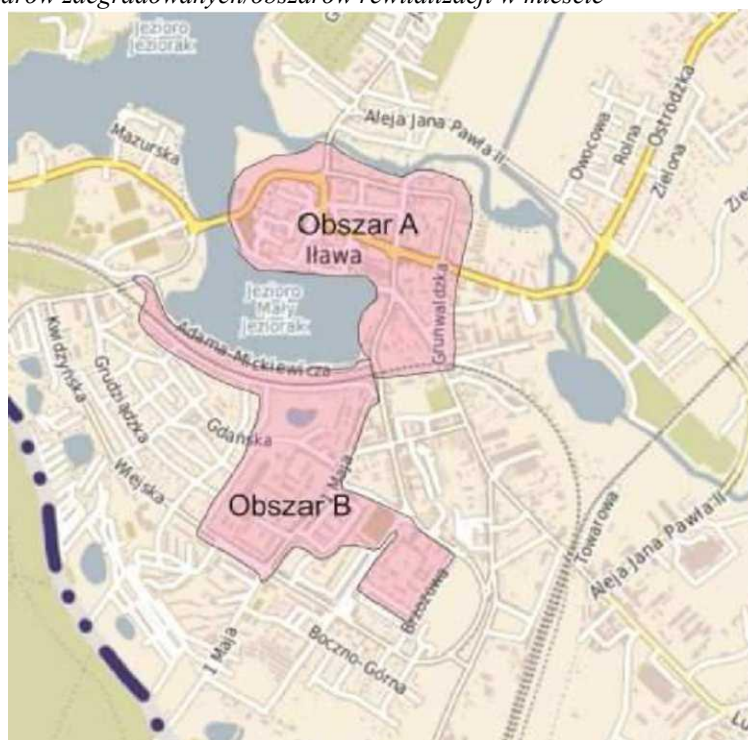 zdegradowanych/obszarów rewitalizacji w mieście
Jezioro
Jeziorak
Mazurska
Aleja Jana Pawła II
Owocowa
Rolna
Ostródzka
Zielona
Obszar A
Iława
Jezioro
Mały
Jeziorak
Grunwaldzka
Adama Mickiewicza
Kwidzyńska
Grudziądzka
Gdańska
Wiejska
Maja
Obszar B
Towarowa
Aleja Jana Pawła II
Brzozowa
Boczno-Górna
1 Maja